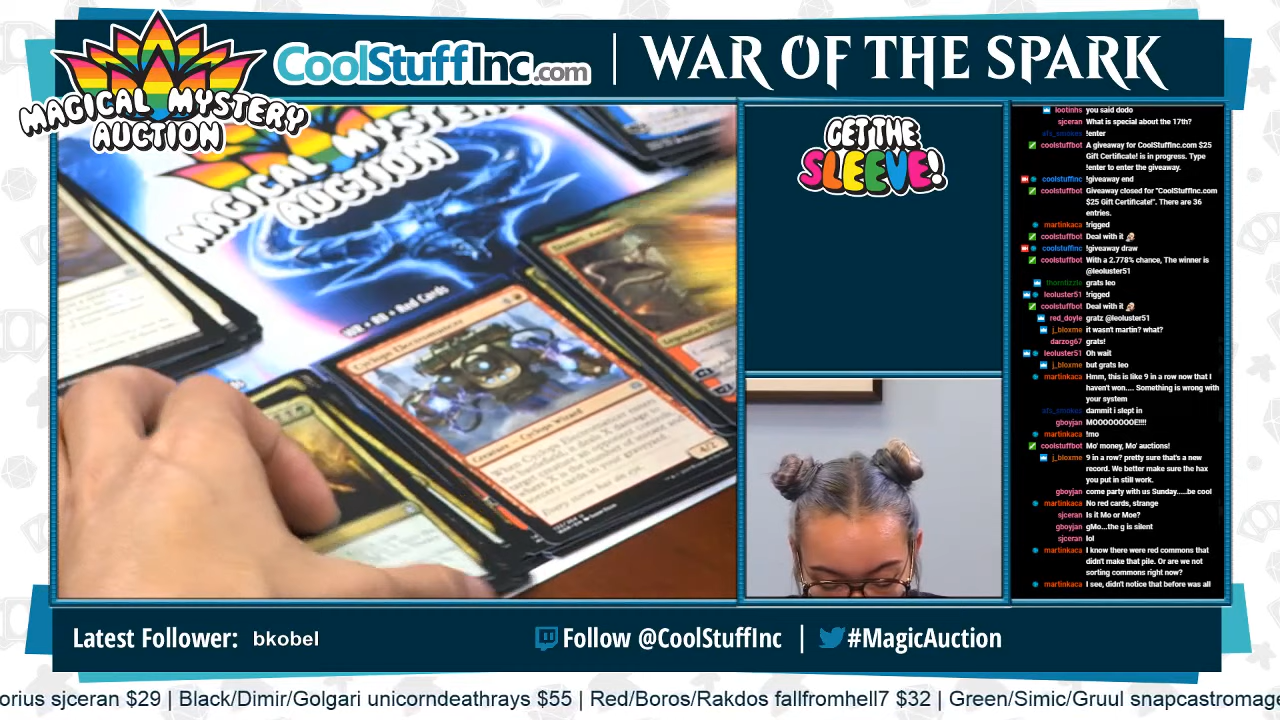 MAGICAL MYSTERY
AUCTION
CoolStuffInc.com
WAR OF THE SPARK
MAGICAL MYSTERY
AUCTION
GET THE
SLEEVE!
lootinhs you said dodo
sjceran What is special about the 17th?
!enter
coolstuffbot A giveaway for CoolStuffInc.com $25
Gift Certificate! is in progress. Type
!enter to enter the giveaway.
coolstuffinc !giveaway end
coolstuffbot Giveaway closed for "CoolStuffInc.com
$25 Gift Certificate!". There are 36
entries.
martinkaca !rigged
coolstuffbot Deal with it
coolstuffinc !giveaway draw
coolstuffbot With a 2.778% chance, The winner is
@leoluster51
thorntizzle grats leo
leoluster51 !rigged
coolstuffbot Deal with it
red_doyle gratz @leoluster51
j_bloxme it wasn't martin? what?
darzog67 grats!
leoluster51 Oh wait
j_bloxme but grats leo
martinkaca Hmm, this is like 9 in a row now that I
haven't won.... Something is wrong with
your system
dammit i slept in
gboyjan MOOOOOOOE!!!!
martinkaca !mo
coolstuffbot Mo' money, Mo' auctions!
j_bloxme 9 in a row? pretty sure that's a new
record. We better make sure the hax
you put in still work.
gboyjan come party with us Sunday.....be cool
martinkaca No red cards, strange
sjceran Is it Mo or Moe?
gboyjan gMo...the g is silent
sjceran lol
martinkaca I know there were red commons that
didn't make that pile. Or are we not
sorting commons right now?
martinkaca I see, didn't notice that before was all
Latest Follower: bkobel
Follow @CoolStuffInc | #MagicAuction
orius sjceran $29 | Black/Dimir/Golgari unicorndeathrays $55 | Red/Boros/Rakdos fallfromhell7 $32 | Green/Simic/Gruul snapcastromage